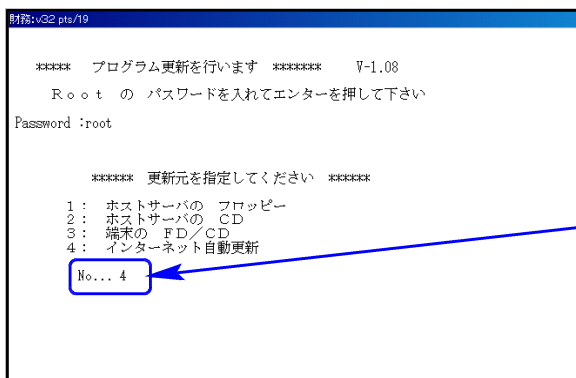 財務:v32 pts/19
***** プログラム更新を行います ******* V-1.08
Ｒｏｏｔ の パスワードを入れてエンターを押して下さい
Password :root
****** 更新元を指定してください ******
１： ホストサーバの フロッピー
２： ホストサーバの ＣＤ
３： 端末の ＦＤ／ＣＤ
４： インターネット自動更新
No... 4